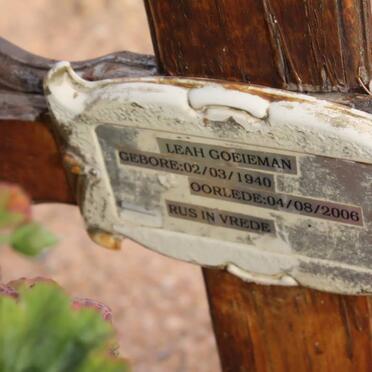 LEAH GOEIEMAN
GEBORE:02/03/1940
OORLEDE:04/08/2006
RUS IN VREDE